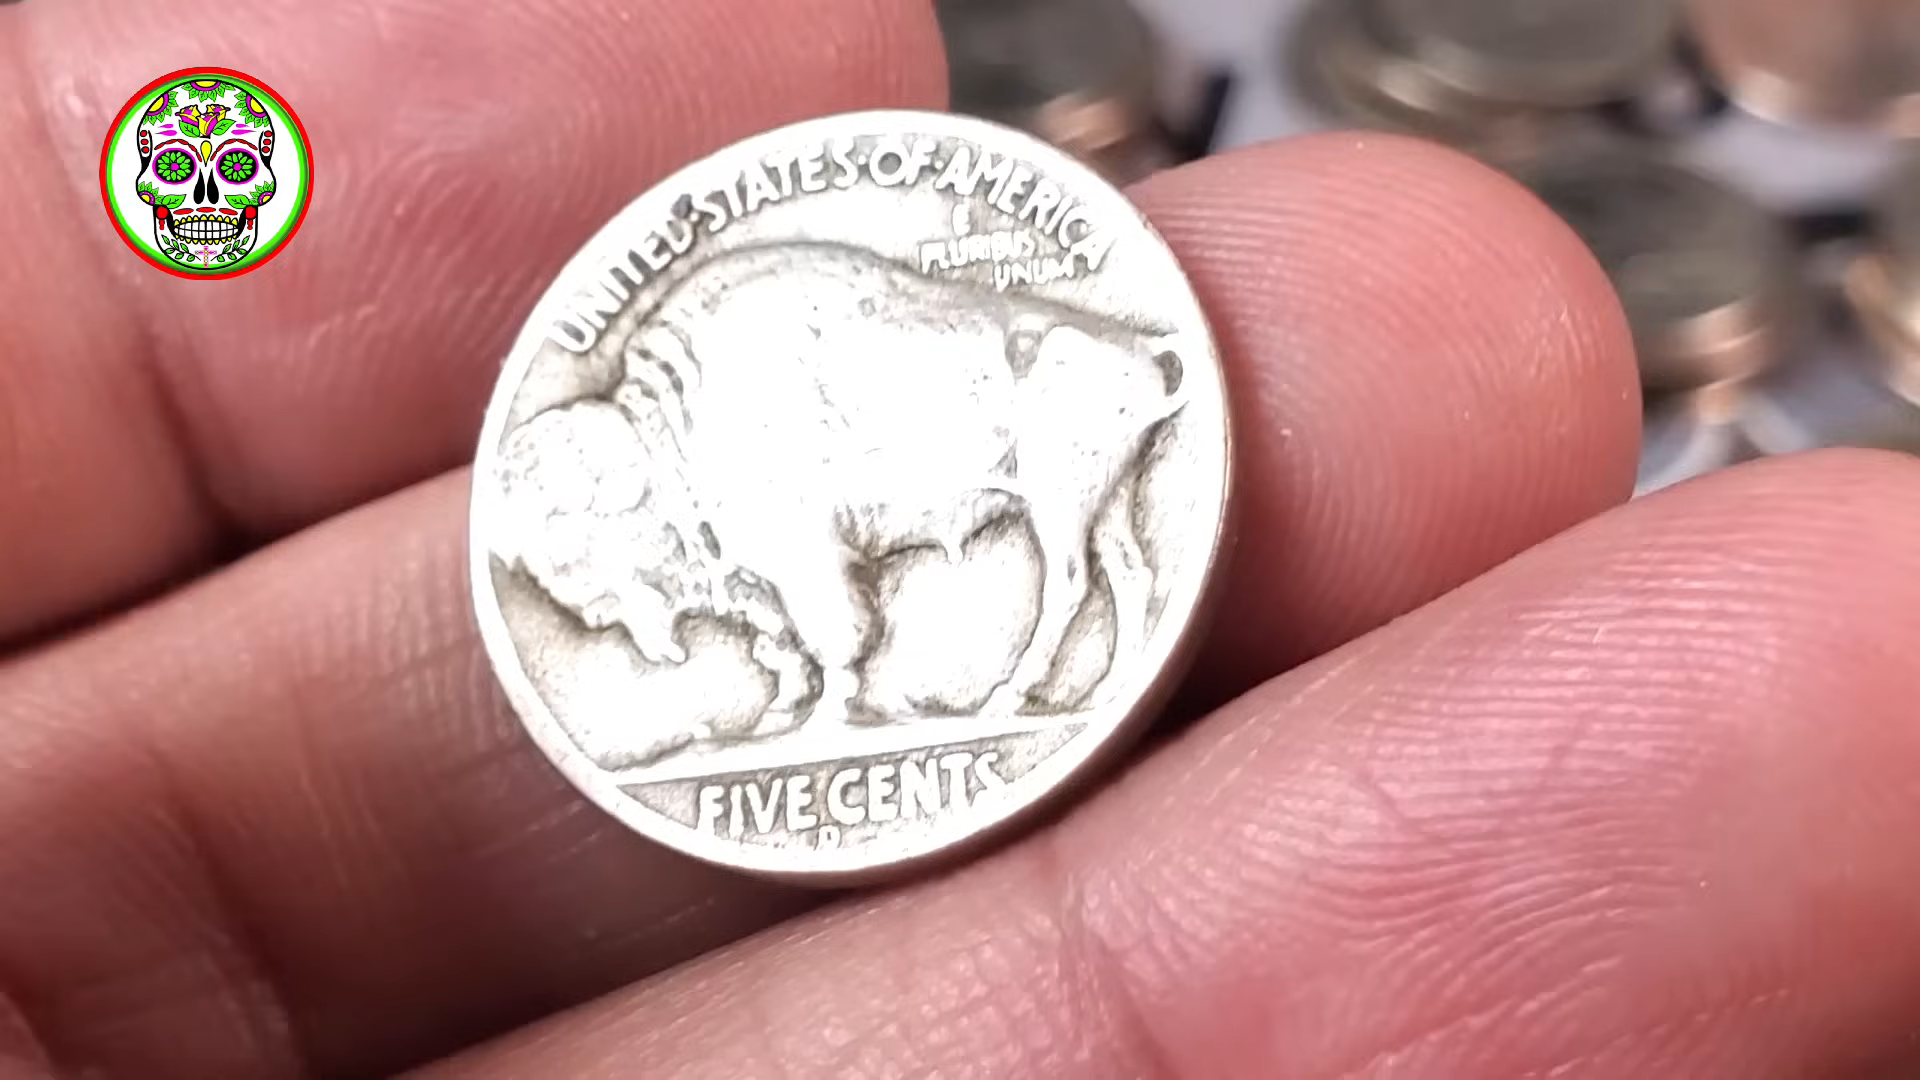 UNITED·STATES·OF·AMERICA
E
PLURIBUS
UNUM
FIVE CENTS
D